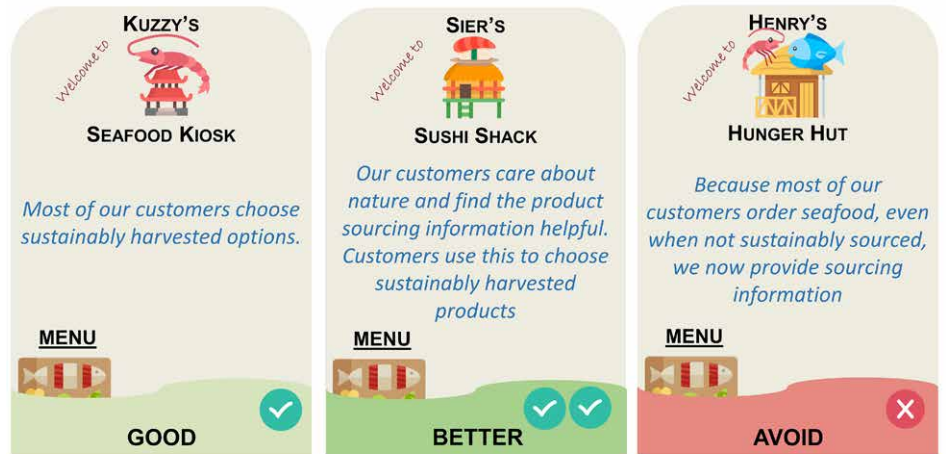 KUZZY'S
Welcome to
SEAFOOD KIOSK
Most of our customers choose
sustainably harvested options.
MENU
GOOD
SIER'S
Welcome to
SUSHI SHACK
Our customers care about
nature and find the product
sourcing information helpful.
Customers use this to choose
sustainably harvested
products
MENU
BETTER
HENRY'S
Welcome to
HUNGER HUT
Because most of our
customers order seafood, even
when not sustainably sourced,
we now provide sourcing
information
MENU
AVOID